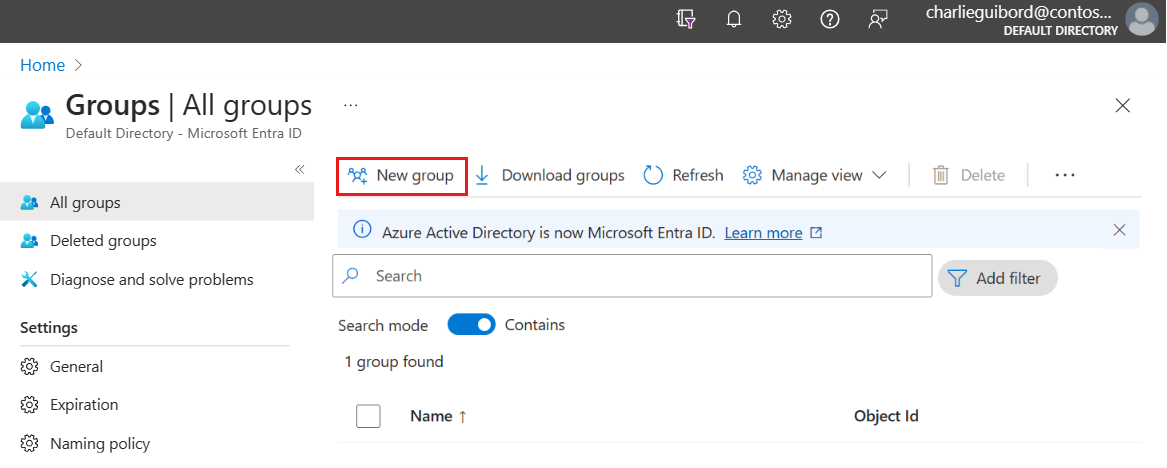 charlieguibord@contos...
DEFAULT DIRECTORY
Home
Groups | All groups ...
Default Directory - Microsoft Entra ID
New group Download groups Refresh Manage view Delete ...
All groups
Deleted groups
Diagnose and solve problems
Settings
General
Expiration
Naming policy
Azure Active Directory is now Microsoft Entra ID. Learn more
Search
Add filter
Search mode Contains
1 group found
Name ↑ Object Id